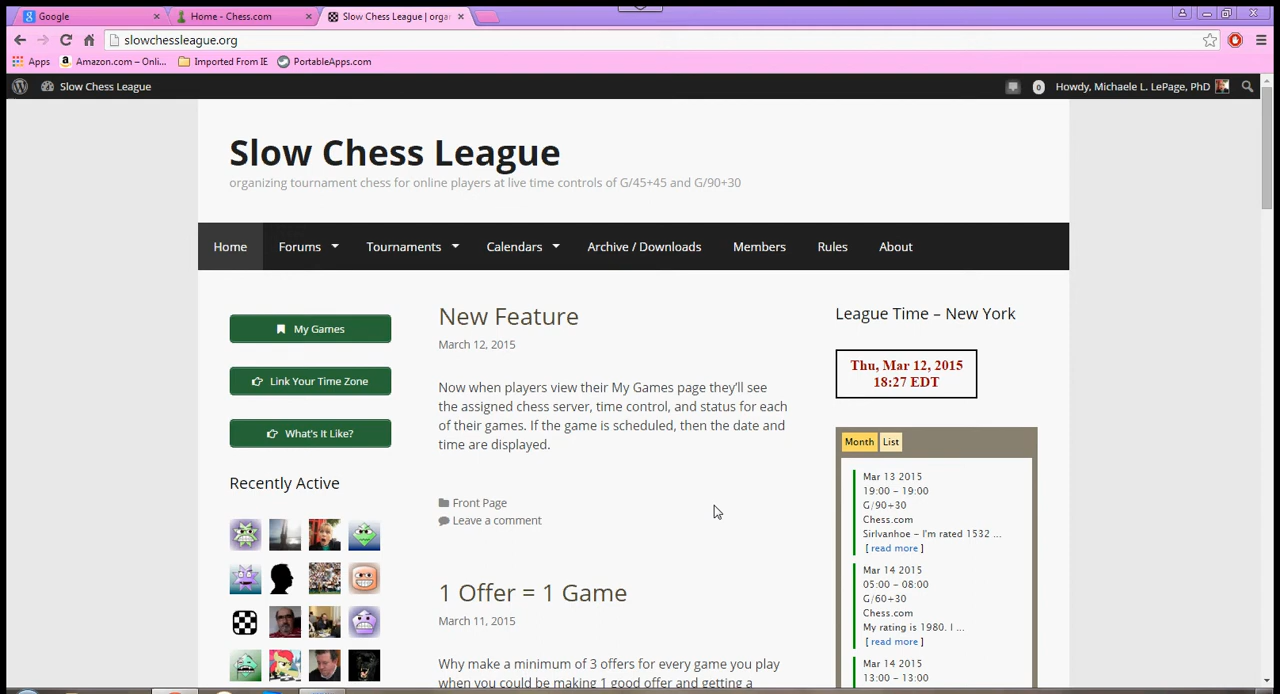 Google
Home - Chess.com
Slow Chess League | orga
slowchessleague.org
Apps
Amazon.com – Onli...
Imported From IE
PortableApps.com
Slow Chess League
0
Howdy, Michaele L. LePage, PhD
Slow Chess League
organizing tournament chess for online players at live time controls of G/45+45 and G/90+30
Home Forums Tournaments Calendars Archive / Downloads Members Rules About
My Games
Link Your Time Zone
What's It Like?
Recently Active
New Feature
March 12, 2015
Now when players view their My Games page they'll see
the assigned chess server, time control, and status for each
of their games. If the game is scheduled, then the date and
time are displayed.
Front Page
Leave a comment
1 Offer = 1 Game
March 11, 2015
Why make a minimum of 3 offers for every game you play
when you could be making 1 good offer and getting a
League Time – New York
Thu, Mar 12, 2015
18:27 EDT
Month List
Mar 13 2015
19:00 – 19:00
G/90+30
Chess.com
SirIvanhoe – I'm rated 1532 ...
[ read more ]
Mar 14 2015
05:00 – 08:00
G/60+30
Chess.com
My rating is 1980. I ...
[ read more ]
Mar 14 2015
13:00 – 13:00